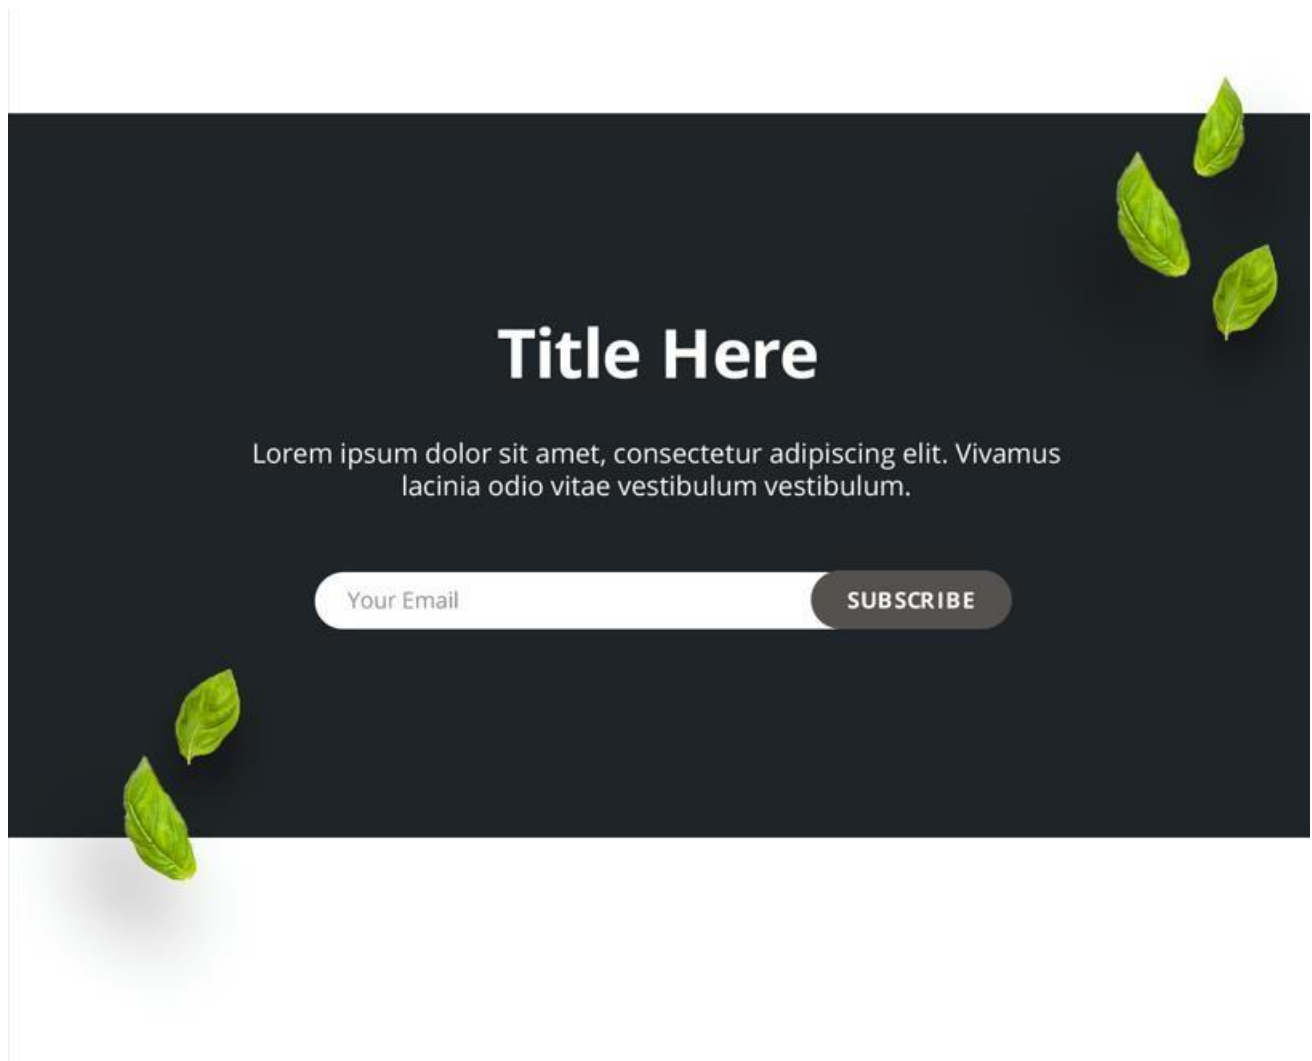 Title Here
Lorem ipsum dolor sit amet, consectetur adipiscing elit. Vivamus
lacinia odio vitae vestibulum vestibulum.
Your Email
SUBSCRIBE